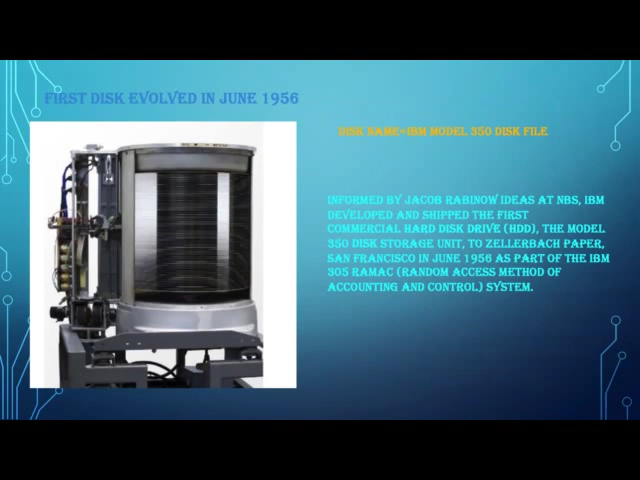 FIRST DISK EVOLVED IN JUNE 1956
DISK NAME=IBM MODEL 350 DISK FILE
INFORMED BY JACOB RABINOW IDEAS AT NBS, IBM
DEVELOPED AND SHIPPED THE FIRST
COMMERCIAL HARD DISK DRIVE (HDD), THE MODEL
350 DISK STORAGE UNIT, TO ZELLERBACH PAPER,
SAN FRANCISCO IN JUNE 1956 AS PART OF THE IBM
305 RAMAC (RANDOM ACCESS METHOD OF
ACCOUNTING AND CONTROL) SYSTEM.